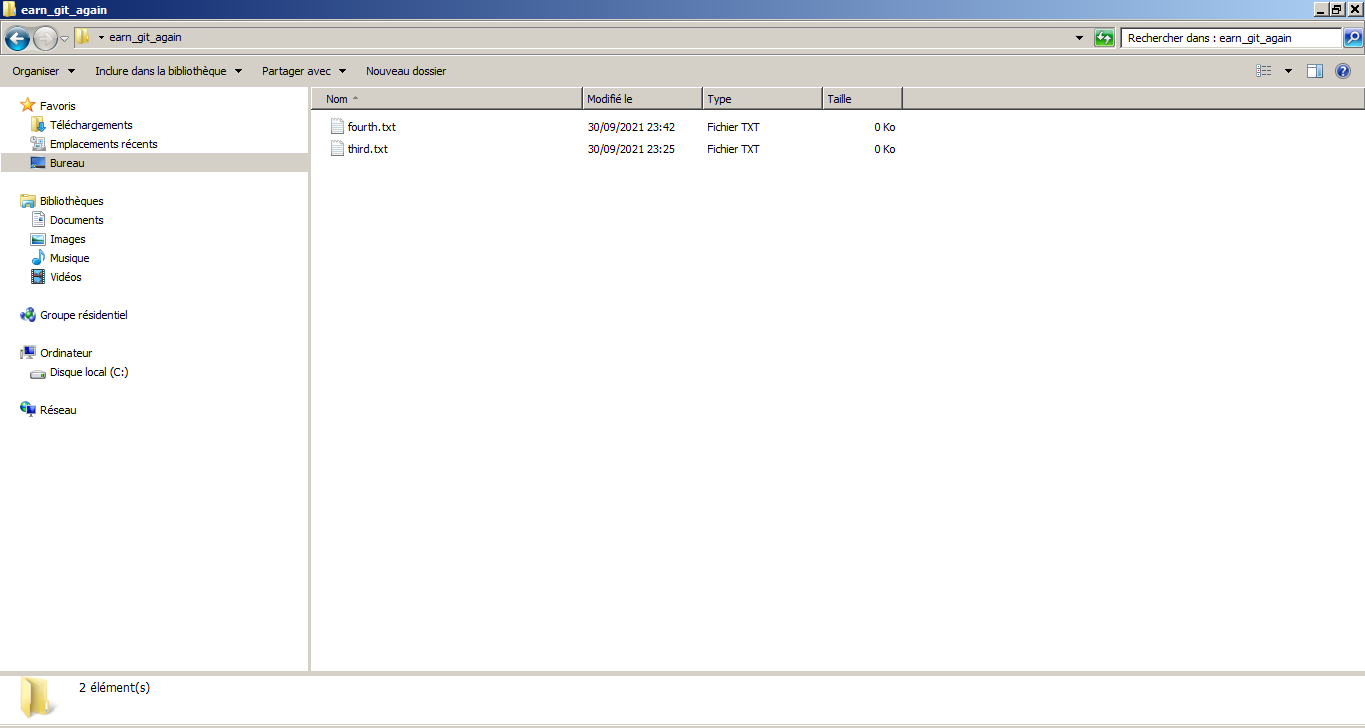 earn_git_again
earn_git_again
Rechercher dans : earn_git_again
Organiser Inclure dans la bibliothèque Partager avec Nouveau dossier
Favoris
Téléchargements
Emplacements récents
Bureau
Bibliothèques
Documents
Images
Musique
Vidéos
Groupe résidentiel
Ordinateur
Disque local (C:)
Réseau
Nom Modifié le Type Taille
fourth.txt 30/09/2021 23:42 Fichier TXT 0 Ko
third.txt 30/09/2021 23:25 Fichier TXT 0 Ko
2 élément(s)